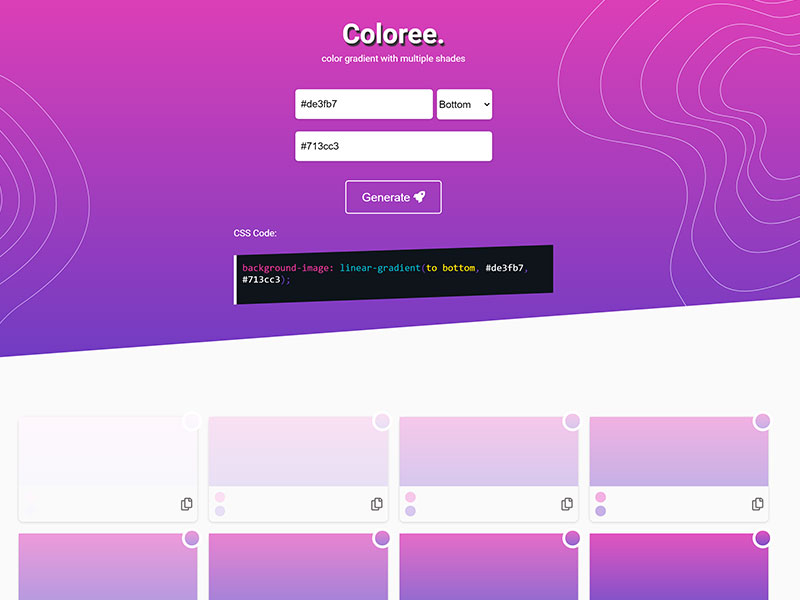 Coloree.
color gradient with multiple shades
#de3fb7
Bottom
#713cc3
Generate
CSS Code:
background-image: linear-gradient(to bottom, #de3fb7,
#713cc3);